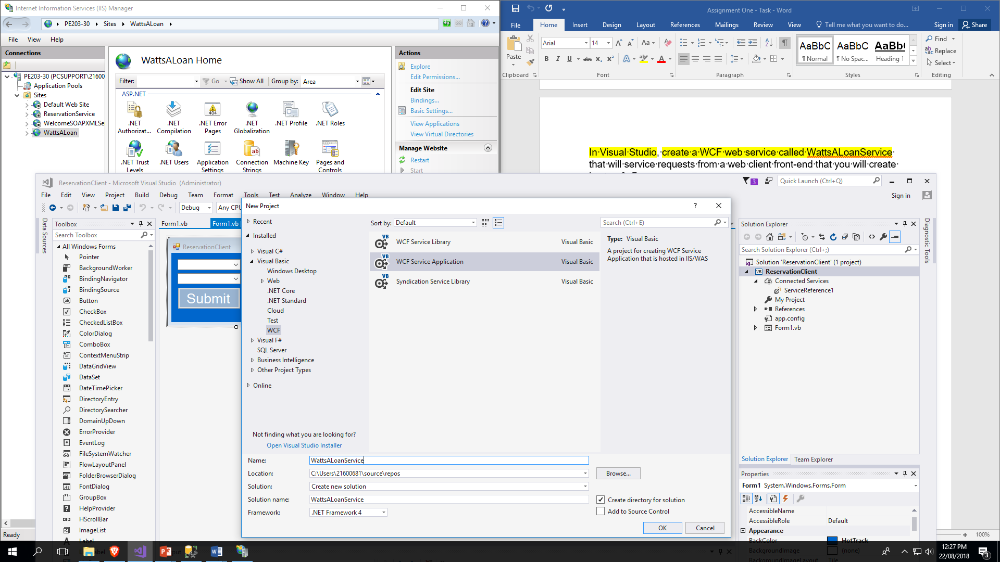 Internet Information Services (IIS) Manager
PE203-30 Sites WattsALoan
File View Help
Connections
PE203-30 (PCSUPPORT\21600
Application Pools
Sites
Default Web Site
ReservationService
WelcomeSOAPXMLSe
WattsALoan
Ready
WattsALoan Home
Filter: Go Show All Group by: Area
ASP.NET
.NET Authorizat...
.NET Compilation
.NET Error Pages
.NET Globalization
.NET Profile
.NET Roles
.NET Trust Levels
.NET Users
Application Settings
Connection Strings
Machine Key
Pages and Controls
Actions
Explore
Edit Permissions...
Edit Site
Bindings...
Basic Settings...
View Applications
View Virtual Directories
Manage Website
Restart
Start
Assignment One - Task - Word
File Home Insert Design Layout References Mailings Review View Tell me what you want to do... Sign in Share
Paste
Arial 14
Find
Replace
Select
AaBbC AaBbC AaBb
¶ Normal ¶ No Spac... Heading 1
Clipboard Font Paragraph Styles Editing
In·Visual·Studio,·create·a·WCF·web·service·called·WattsALoanService·
that·will·service·requests·from·a·web·client·front-end·that·you·will·create·
100%
ReservationClient - Microsoft Visual Studio (Administrator)
3
Quick Launch (Ctrl+Q)
File Edit View Project Build Debug Team Format Tools Test Analyze Window Help
Sign in
Debug Any CPU
Data Sources
Toolbox
Search Toolbox
All Windows Forms
Pointer
BackgroundWorker
BindingNavigator
BindingSource
Button
CheckBox
CheckedListBox
ColorDialog
ComboBox
ContextMenuStrip
DataGridView
DataSet
DateTimePicker
DirectoryEntry
DirectorySearcher
DomainUpDown
ErrorProvider
EventLog
FileSystemWatcher
FlowLayoutPanel
FolderBrowserDialog
FontDialog
GroupBox
HelpProvider
HScrollBar
ImageList
Label
Form1.vb Form1.vb
ReservationClient
Submit
New Project
Recent
Installed
Visual C#
Visual Basic
Windows Desktop
Web
.NET Core
.NET Standard
Cloud
Test
WCF
Visual F#
SQL Server
Business Intelligence
Other Project Types
Online
Not finding what you are looking for?
Open Visual Studio Installer
Sort by: Default
WCF Service Library Visual Basic
WCF Service Application Visual Basic
Syndication Service Library Visual Basic
Search (Ctrl+E)
Type: Visual Basic
A project for creating WCF Service
Application that is hosted in IIS/WAS
Name: WattsALoanService
Location: C:\Users\21600681\source\repos
Browse...
Solution: Create new solution
Solution name: WattsALoanService
Create directory for solution
Framework: .NET Framework 4
Add to Source Control
OK Cancel
Solution Explorer
Search Solution Explorer (Ctrl+;)
Solution 'ReservationClient' (1 project)
ReservationClient
Connected Services
ServiceReference1
My Project
References
app.config
Form1.vb
Solution Explorer Team Explorer
Properties
Form1 System.Windows.Forms.Form
AccessibleName
AccessibleRole Default
Appearance
BackColor HotTrack
BackgroundImage (none)
BackgroundImageLayout Tile
Diagnostic Tools
12:27 PM
22/08/2018
3